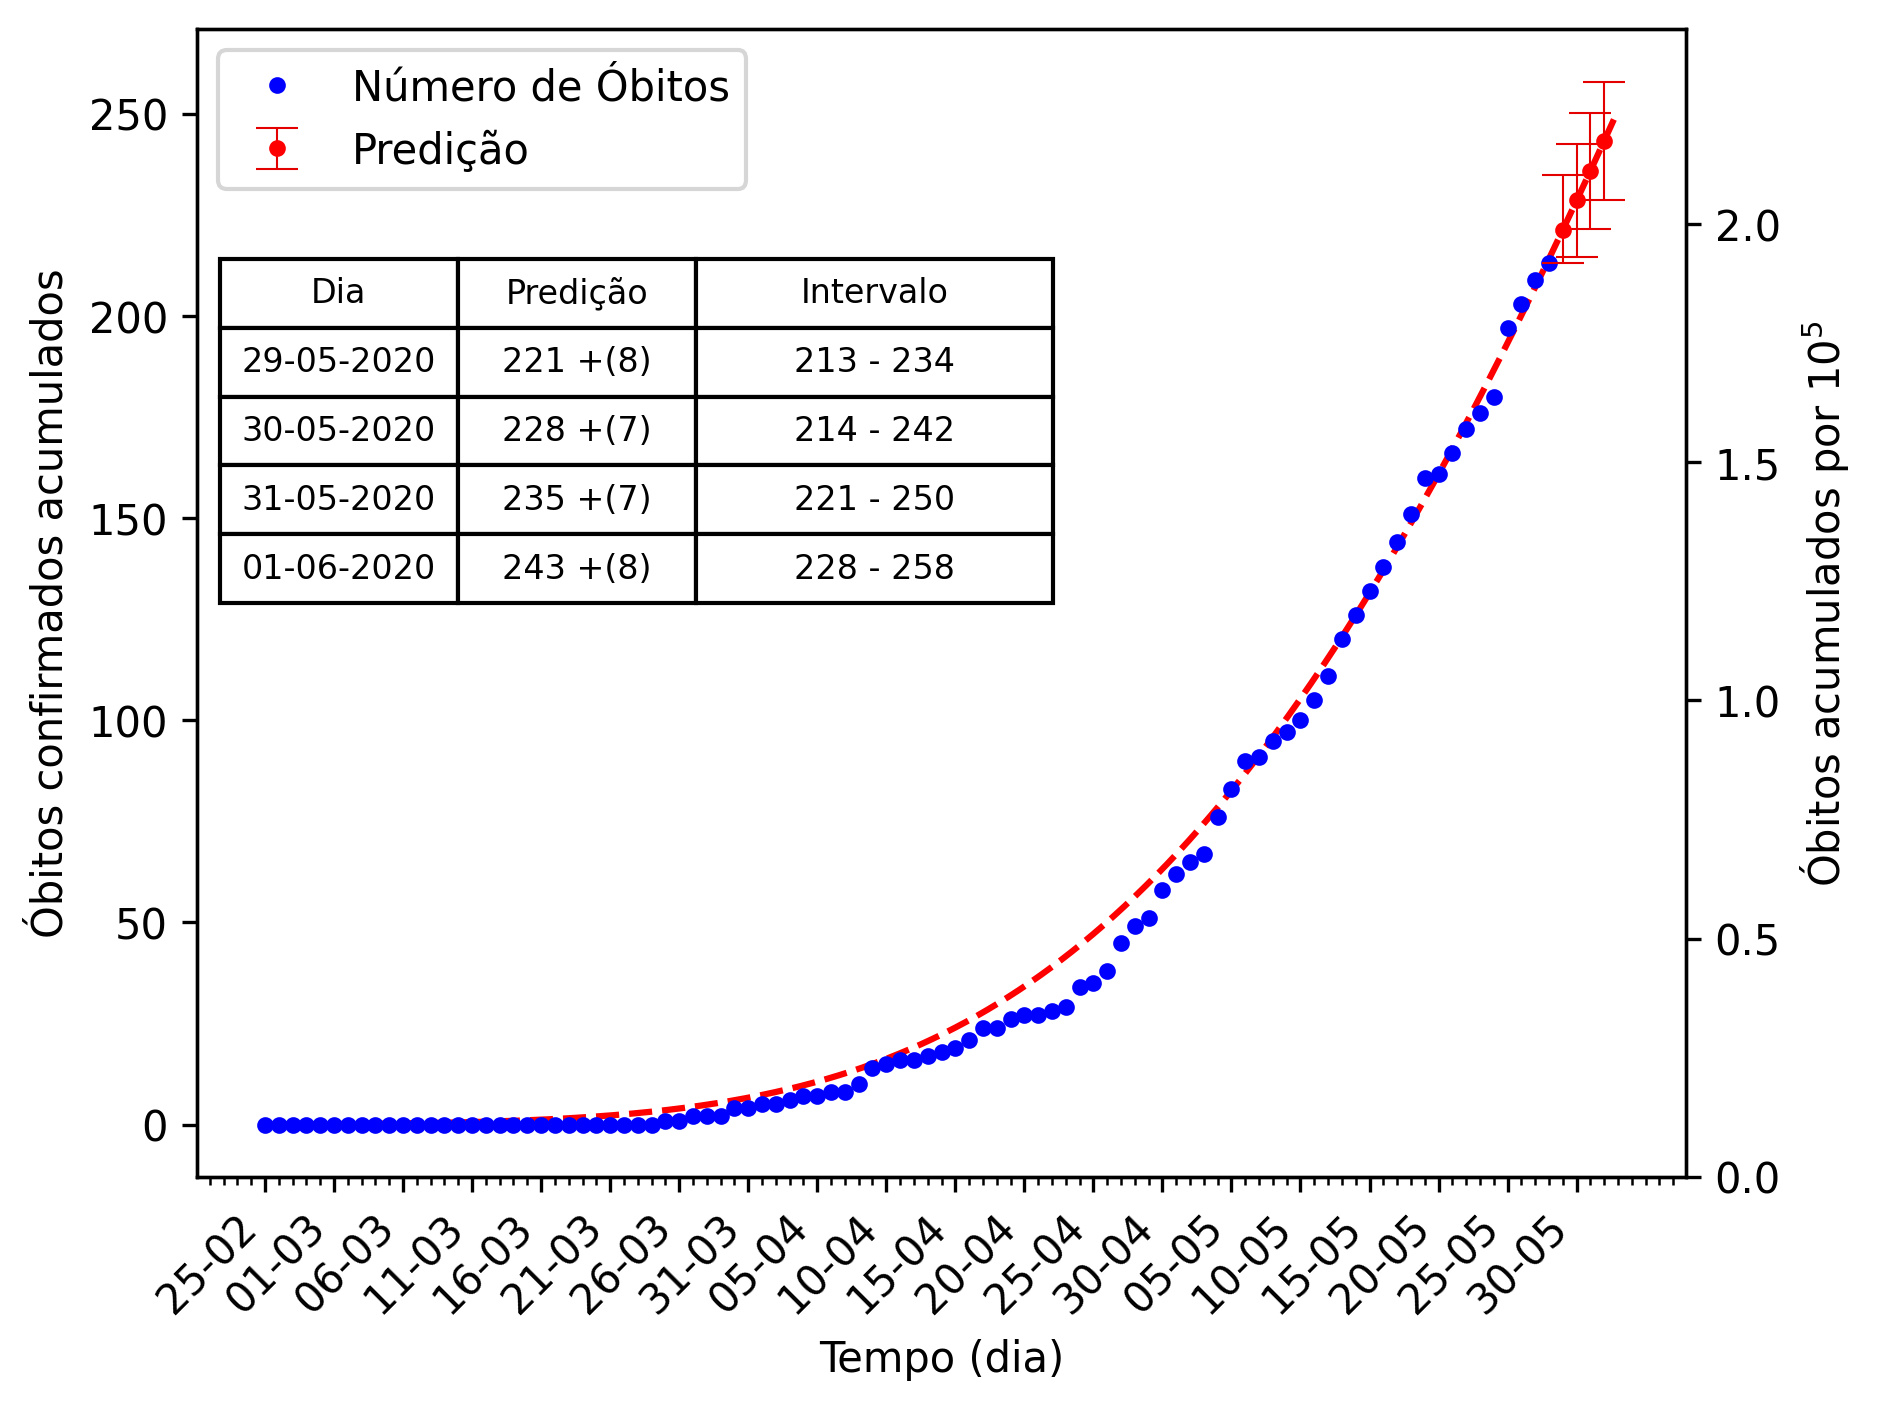 Número de Óbitos
Predição
Dia Predição Intervalo
29-05-2020 221 +(8) 213 - 234
30-05-2020 228 +(7) 214 - 242
31-05-2020 235 +(7) 221 - 250
01-06-2020 243 +(8) 228 - 258
Óbitos confirmados acumulados
250
200
150
100
50
0
2.0
1.5
1.0
0.5
0.0
Óbitos acumulados por 10⁵
25-02 01-03 06-03 11-03 16-03 21-03 26-03 31-03 05-04 10-04 15-04 20-04 25-04 30-04 05-05 10-05 15-05 20-05 25-05 30-05
Tempo (dia)